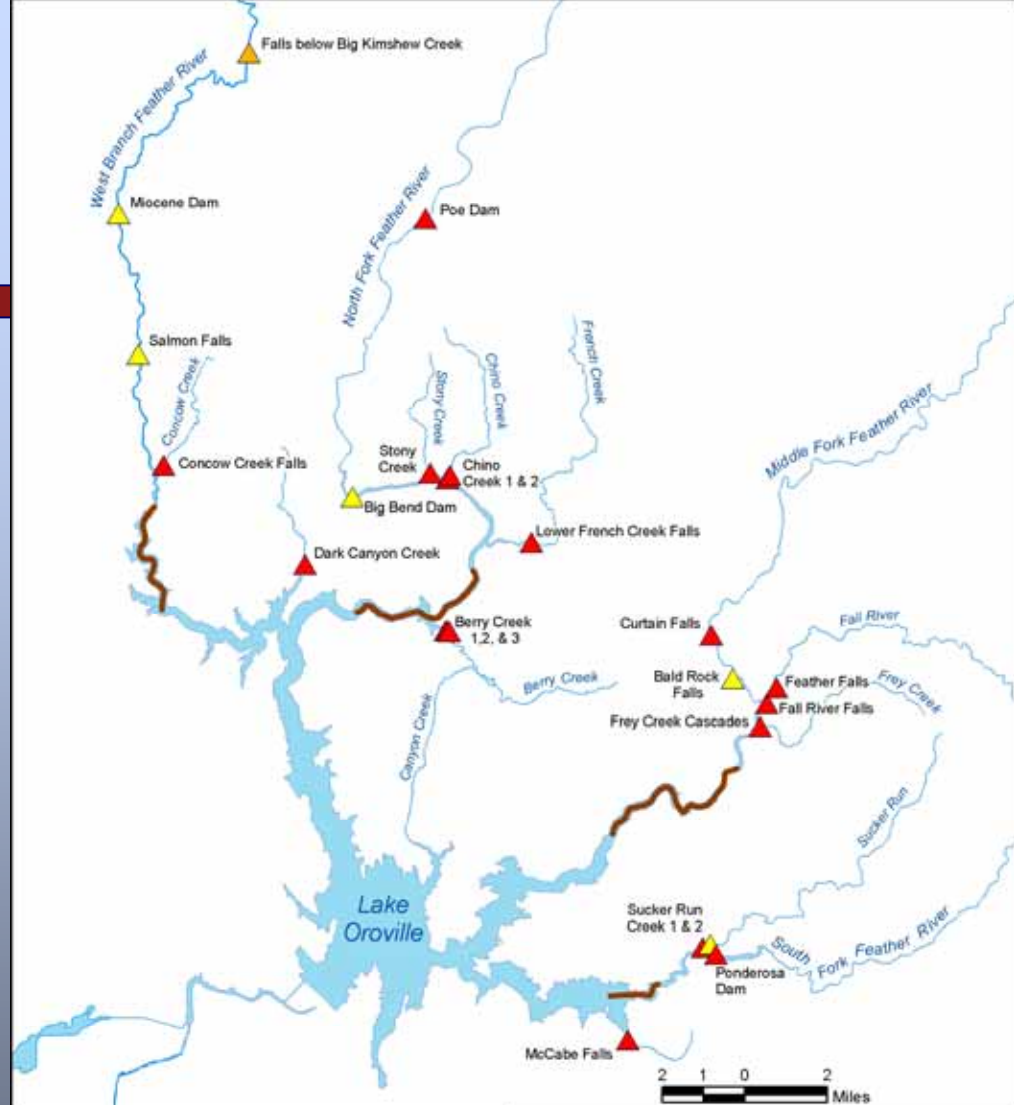 Falls below Big Kimshew Creek
West Branch Feather River
Miocene Dam
Poe Dam
North Fork Feather River
Salmon Falls
Concow Creek
Stony Creek
Chino Creek
French Creek
Middle Fork Feather River
Concow Creek Falls
Stony
Creek
Chino
Creek 1 & 2
Big Bend Dam
Lower French Creek Falls
Dark Canyon Creek
Berry Creek
1,2, & 3
Curtain Falls
Fall River
Bald Rock
Falls
Feather Falls
Frey Creek
Fall River Falls
Frey Creek Cascades
Berry Creek
Canyon Creek
Sucker Run
Lake
Oroville
Sucker Run
Creek 1 & 2
South Fork Feather River
Ponderosa
Dam
McCabe Falls
2 1 0 2
Miles